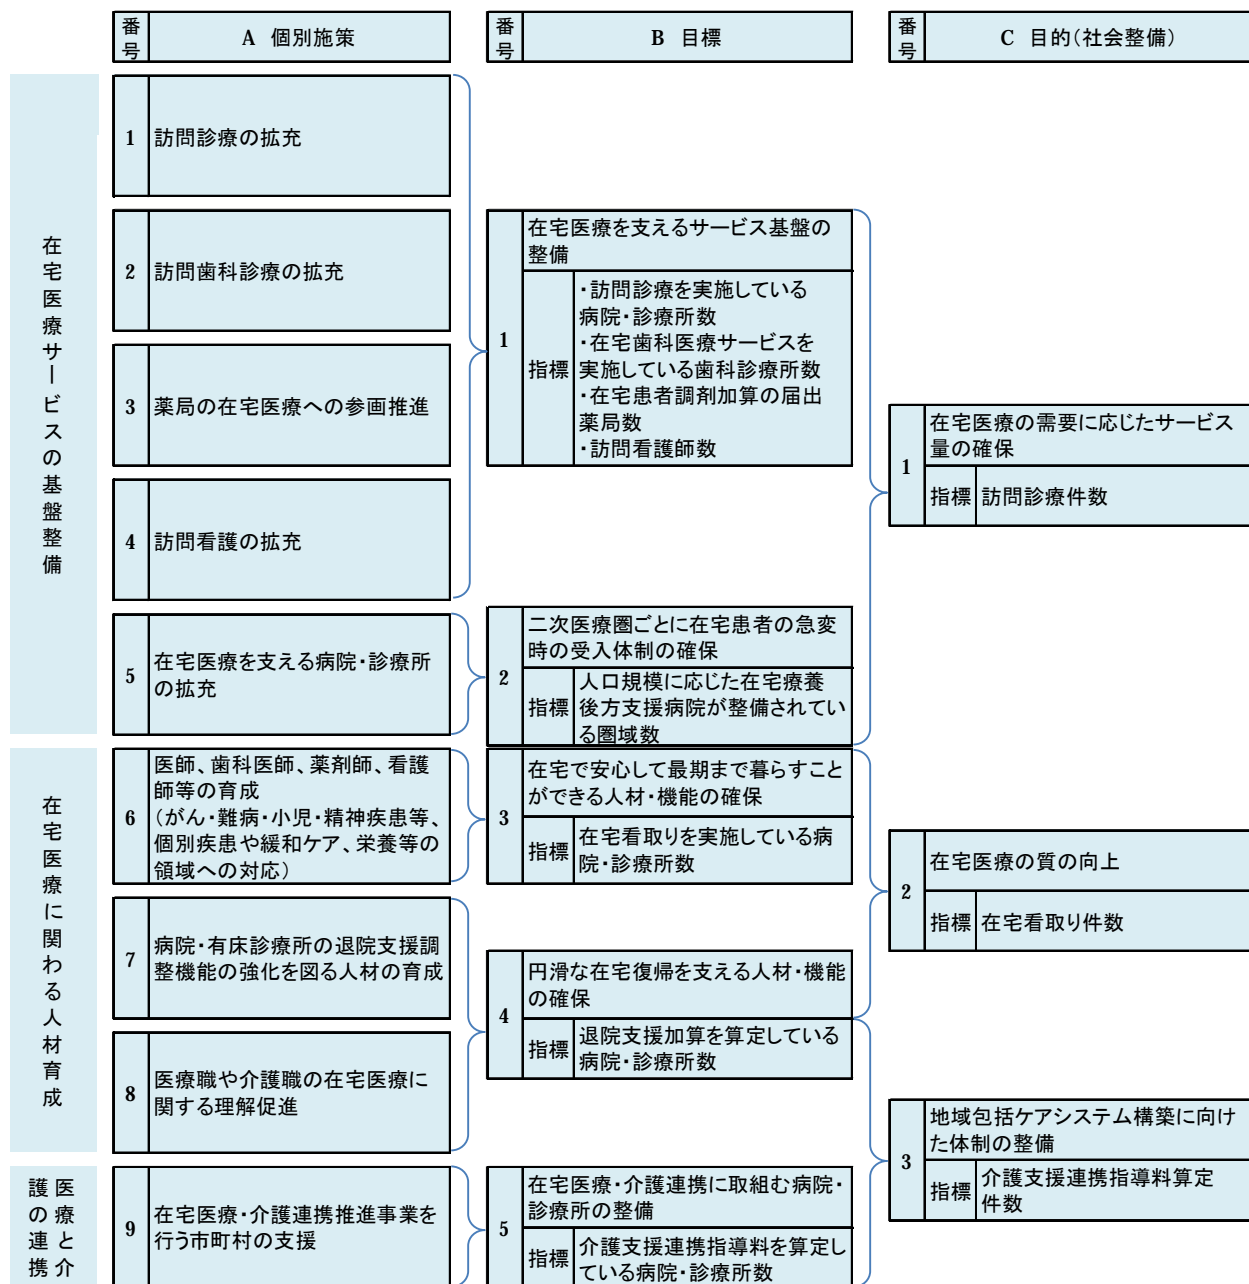 番号
A 個別施策
番号
B 目標
番号
C 目的(社会整備)
在宅医療サービスの基盤整備
1
訪問診療の拡充
2
訪問歯科診療の拡充
3
薬局の在宅医療への参画推進
4
訪問看護の拡充
5
在宅医療を支える病院・診療所
の拡充
1
在宅医療を支えるサービス基盤の
整備
指標
・訪問診療を実施している
病院・診療所数
・在宅歯科医療サービスを
実施している歯科診療所数
・在宅患者調剤加算の届出
薬局数
・訪問看護師数
2
二次医療圏ごとに在宅患者の急変
時の受入体制の確保
指標
人口規模に応じた在宅療養
後方支援病院が整備されてい
る圏域数
1
在宅医療の需要に応じたサービス
量の確保
指標
訪問診療件数
在宅医療に関わる人材育成
6
医師、歯科医師、薬剤師、看護
師等の育成
(がん・難病・小児・精神疾患等、
個別疾患や緩和ケア、栄養等の
領域への対応)
7
病院・有床診療所の退院支援調
整機能の強化を図る人材の育成
8
医療職や介護職の在宅医療に
関する理解促進
3
在宅で安心して最期まで暮らすこと
ができる人材・機能の確保
指標
在宅看取りを実施している病
院・診療所数
4
円滑な在宅復帰を支える人材・機能
の確保
指標
退院支援加算を算定している
病院・診療所数
2
在宅医療の質の向上
指標
在宅看取り件数
医療と介
護の連携
9
在宅医療・介護連携推進事業を
行う市町村の支援
5
在宅医療・介護連携に取組む病院・
診療所の整備
指標
介護支援連携指導料を算定し
ている病院・診療所数
3
地域包括ケアシステム構築に向け
た体制の整備
指標
介護支援連携指導料算定
件数